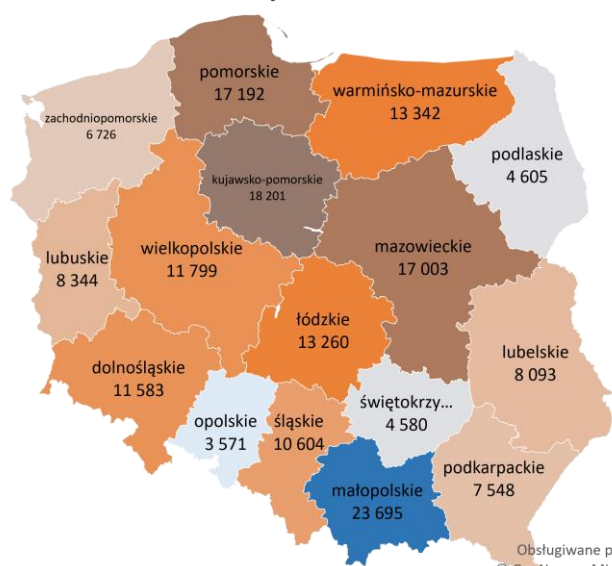 pomorskie
17 192
warmińsko-mazurskie
13 342
zachodniopomorskie
6 726
podlaskie
4 605
kujawsko-pomorskie
18 201
wielkopolskie
11 799
mazowieckie
17 003
lubuskie
8 344
łódzkie
13 260
lubelskie
8 093
dolnośląskie
11 583
opolskie
3 571
śląskie
10 604
świętokrzy...
4 580
podkarpackie
7 548
małopolskie
23 695
Obsługiwane p